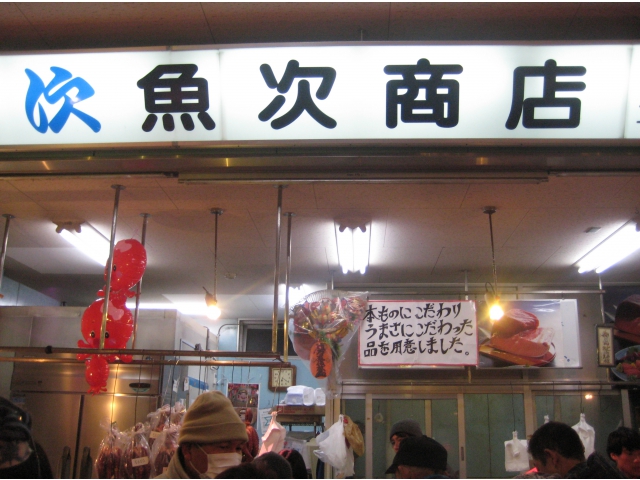 次 魚次商店
本ものにこだわり
うまさにこだわった
品を用意しました。